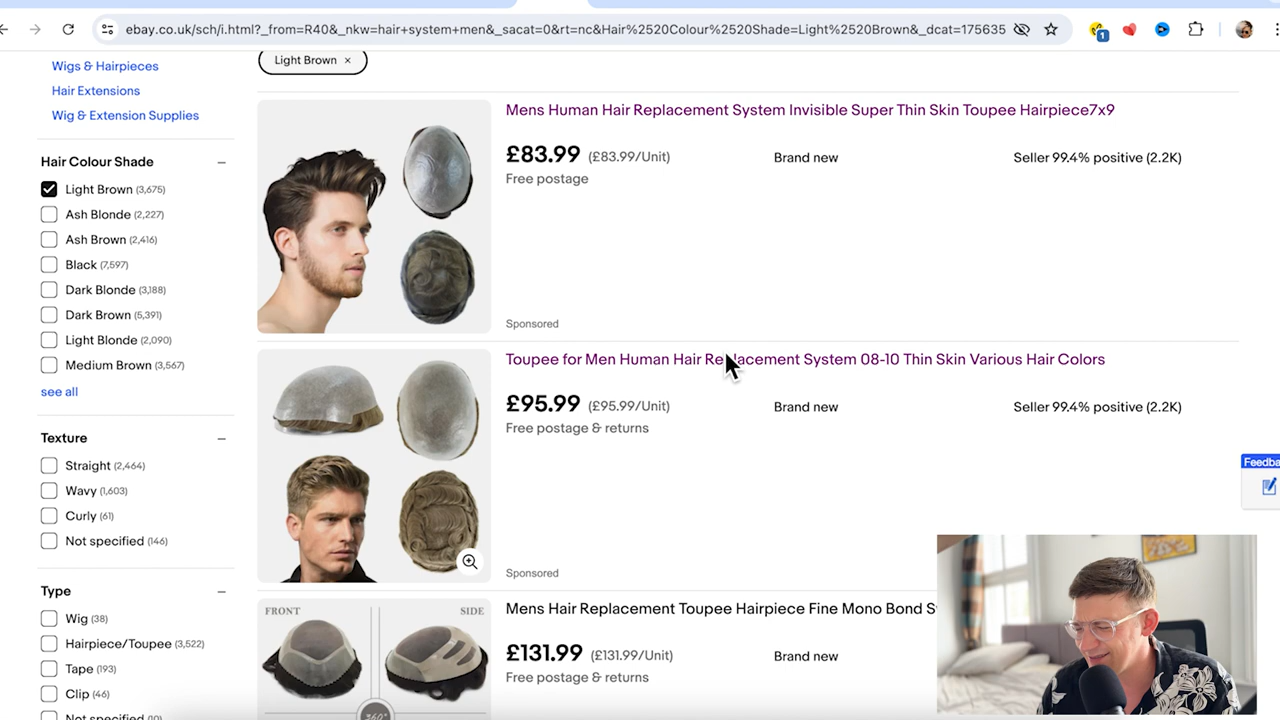 ebay.co.uk/sch/i.html?_from=R40&_nkw=hair+system+men&_sacat=0&rt=nc&Hair%2520Colour%2520Shade=Light%2520Brown&_dcat=175635
1
Wigs & Hairpieces
Hair Extensions
Wig & Extension Supplies
Hair Colour Shade
Light Brown (3,675)
Ash Blonde (2,227)
Ash Brown (2,416)
Black (7,597)
Dark Blonde (3,188)
Dark Brown (5,391)
Light Blonde (2,090)
Medium Brown (3,567)
see all
Texture
Straight (2,464)
Wavy (1,603)
Curly (61)
Not specified (146)
Type
Wig (38)
Hairpiece/Toupee (3,522)
Tape (193)
Clip (46)
Not specified (10)
Light Brown ×
Mens Human Hair Replacement System Invisible Super Thin Skin Toupee Hairpiece7x9
£83.99 (£83.99/Unit) Brand new Seller 99.4% positive (2.2K)
Free postage
Sponsored
Toupee for Men Human Hair Replacement System 08-10 Thin Skin Various Hair Colors
£95.99 (£95.99/Unit) Brand new Seller 99.4% positive (2.2K)
Free postage & returns
Sponsored
FRONT SIDE
360°
Mens Hair Replacement Toupee Hairpiece Fine Mono Bond
£131.99 (£131.99/Unit) Brand new
Free postage & returns
Feedba